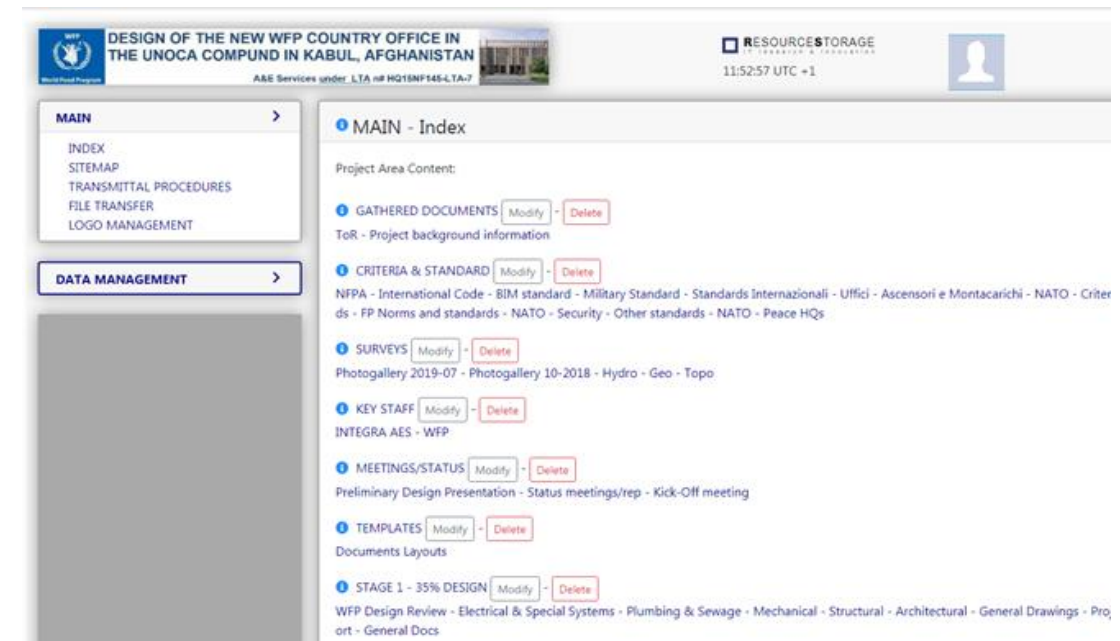 WFP
World Food Program
DESIGN OF THE NEW WFP COUNTRY OFFICE IN
THE UNOCA COMPUND IN KABUL, AFGHANISTAN
A&E Services under LTA n# HQ15NF145-LTA-7
RESOURCESTORAGE
11:52:57 UTC +1
MAIN >
INDEX
SITEMAP
TRANSMITTAL PROCEDURES
FILE TRANSFER
LOGO MANAGEMENT
DATA MANAGEMENT >
MAIN - Index
Project Area Content:
GATHERED DOCUMENTS Modify - Delete
ToR - Project background information
CRITERIA & STANDARD Modify - Delete
NFPA - International Code - BIM standard - Military Standard - Standards Internazionali - Uffici - Ascensori e Montacarichi - NATO - Criter
ds - FP Norms and standards - NATO - Security - Other standards - NATO - Peace HQs
SURVEYS Modify - Delete
Photogallery 2019-07 - Photogallery 10-2018 - Hydro - Geo - Topo
KEY STAFF Modify - Delete
INTEGRA AES - WFP
MEETINGS/STATUS Modify - Delete
Preliminary Design Presentation - Status meetings/rep - Kick-Off meeting
TEMPLATES Modify - Delete
Documents Layouts
STAGE 1 - 35% DESIGN Modify - Delete
WFP Design Review - Electrical & Special Systems - Plumbing & Sewage - Mechanical - Structural - Architectural - General Drawings - Pro
ort - General Docs